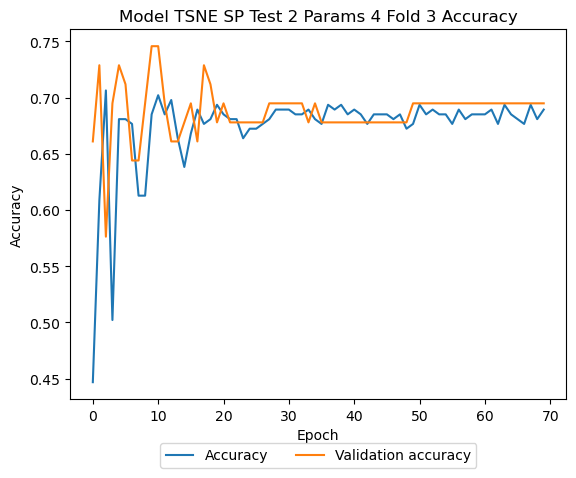 Model TSNE SP Test 2 Params 4 Fold 3 Accuracy
0.75
0.70
0.65
0.60
0.55
0.50
0.45
Accuracy
0 10 20 30 40 50 60 70
Epoch
Accuracy Validation accuracy